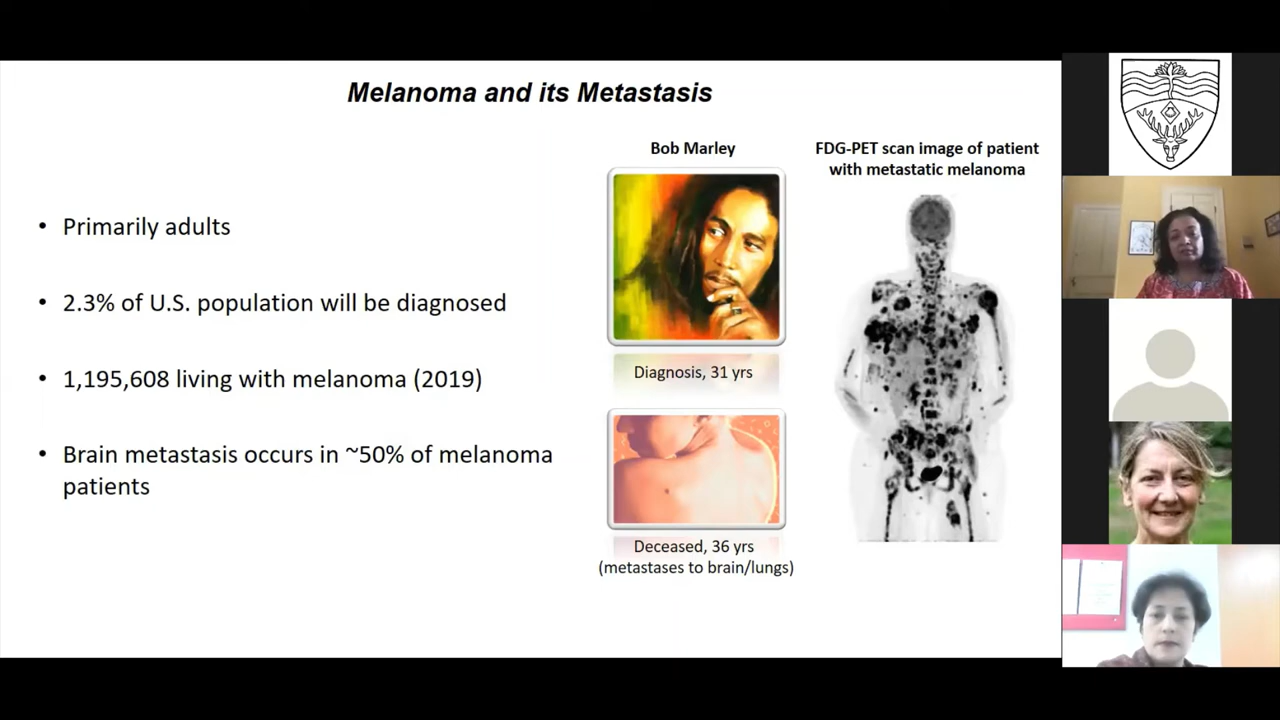 Melanoma and its Metastasis
• Primarily adults
• 2.3% of U.S. population will be diagnosed
• 1,195,608 living with melanoma (2019)
• Brain metastasis occurs in ~50% of melanoma
patients
Bob Marley
Diagnosis, 31 yrs
Deceased, 36 yrs
(metastases to brain/lungs)
FDG-PET scan image of patient
with metastatic melanoma